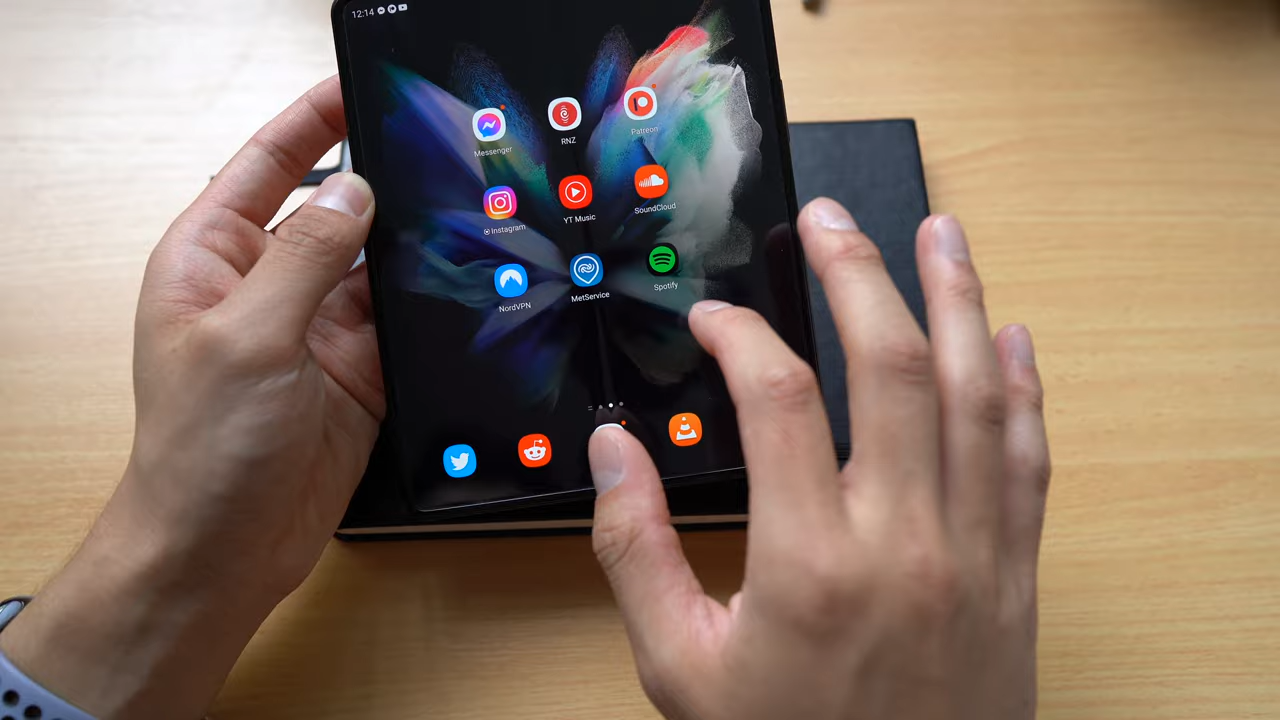 12:14
Messenger
RNZ
Patreon
Instagram
YT Music
SoundCloud
NordVPN
MetService
Spotify